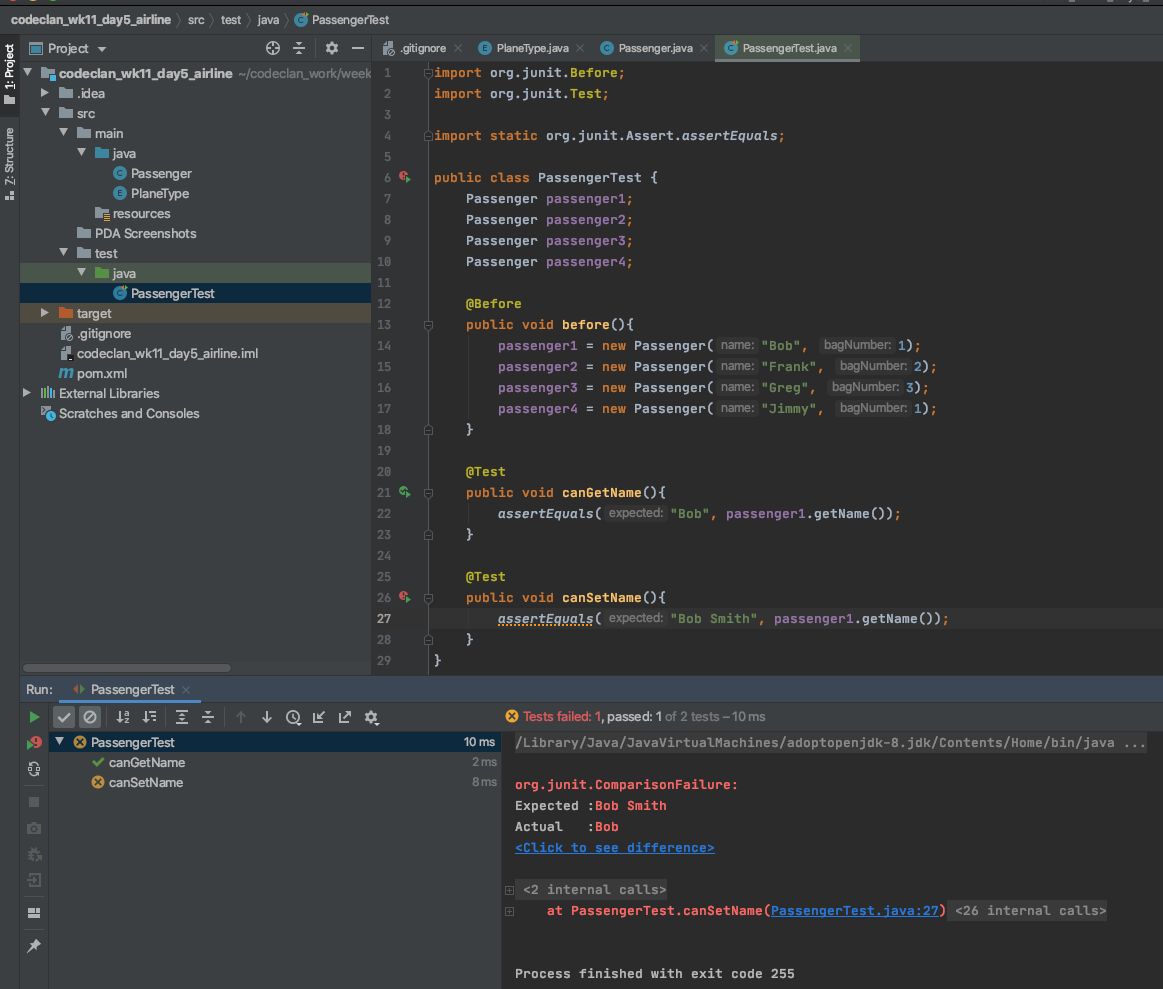 codeclan_wk11_day5_airline
src
test
java
PassengerTest
1: Project
Z: Structure
Project
codeclan_wk11_day5_airline ~/codeclan_work/week
.idea
src
main
java
Passenger
PlaneType
resources
PDA Screenshots
test
java
PassengerTest
target
.gitignore
codeclan_wk11_day5_airline.iml
pom.xml
External Libraries
Scratches and Consoles
.gitignore
PlaneType.java
Passenger.java
PassengerTest.java
1 import org.junit.Before;
2 import org.junit.Test;
3
4 import static org.junit.Assert.assertEquals;
5
6 public class PassengerTest {
7 Passenger passenger1;
8 Passenger passenger2;
9 Passenger passenger3;
10 Passenger passenger4;
11
12 @Before
13 public void before(){
14 passenger1 = new Passenger( name: "Bob", bagNumber: 1);
15 passenger2 = new Passenger( name: "Frank", bagNumber: 2);
16 passenger3 = new Passenger( name: "Greg", bagNumber: 3);
17 passenger4 = new Passenger( name: "Jimmy", bagNumber: 1);
18 }
19
20 @Test
21 public void canGetName(){
22 assertEquals( expected: "Bob", passenger1.getName());
23 }
24
25 @Test
26 public void canSetName(){
27 assertEquals( expected: "Bob Smith", passenger1.getName());
28 }
29 }
Run: PassengerTest
Tests failed: 1, passed: 1 of 2 tests – 10 ms
PassengerTest 10 ms
canGetName 2 ms
canSetName 8 ms
/Library/Java/JavaVirtualMachines/adoptopenjdk-8.jdk/Contents/Home/bin/java ...
org.junit.ComparisonFailure:
Expected :Bob Smith
Actual :Bob
<Click to see difference>
<2 internal calls>
at PassengerTest.canSetName(PassengerTest.java:27) <26 internal calls>
Process finished with exit code 255